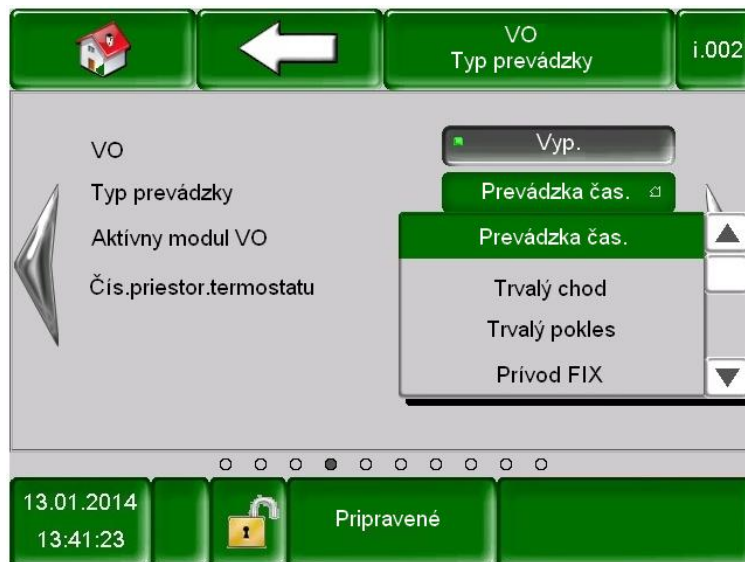 VO
Typ prevádzky
i.002
VO
Vyp.
Typ prevádzky
Prevádzka čas.
Aktívny modul VO
Prevádzka čas.
Čís.priestor.termostatu
Trvalý chod
Trvalý pokles
Prívod FIX
13.01.2014
13:41:23
1
Pripravené